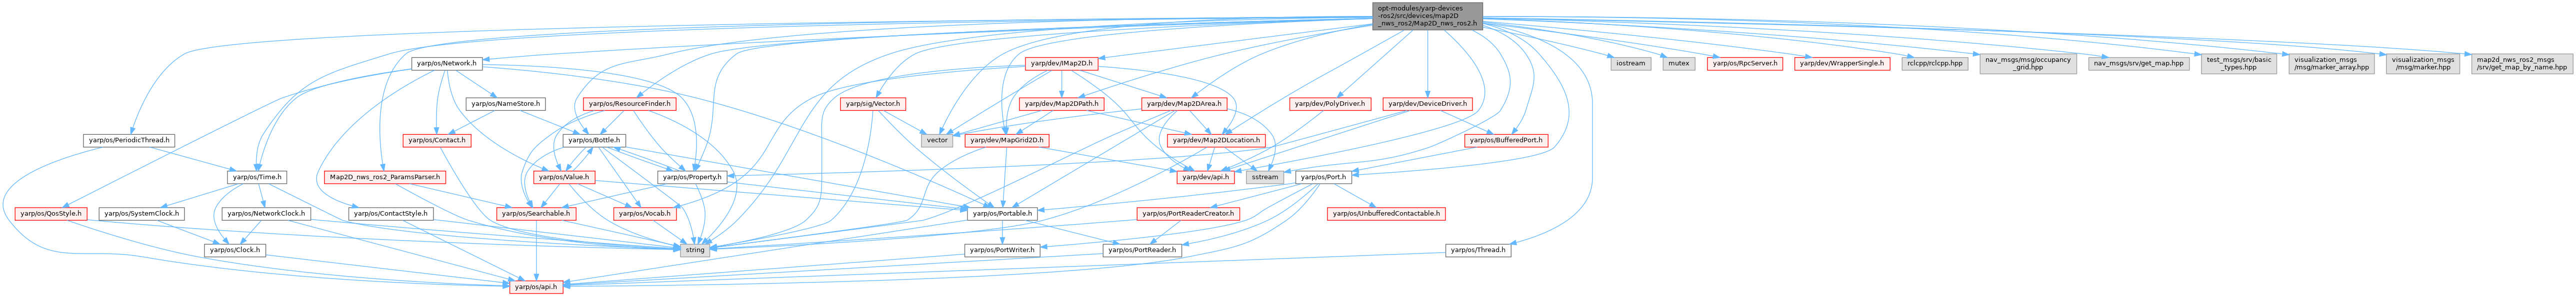 opt-modules/yarp-devices
-ros2/src/devices/map2D
_nws_ros2/Map2D_nws_ros2.h
yarp/os/Network.h
yarp/dev/IMap2D.h
iostream
mutex
yarp/os/RpcServer.h
yarp/dev/WrapperSingle.h
rclcpp/rclcpp.hpp
nav_msgs/msg/occupancy
_grid.hpp
nav_msgs/srv/get_map.hpp
test_msgs/srv/basic
_types.hpp
visualization_msgs
/msg/marker_array.hpp
visualization_msgs
/msg/marker.hpp
map2d_nws_ros2_msgs
/srv/get_map_by_name.hpp
yarp/os/NameStore.h
yarp/os/ResourceFinder.h
yarp/sig/Vector.h
yarp/dev/Map2DPath.h
yarp/dev/Map2DArea.h
yarp/dev/PolyDriver.h
yarp/dev/DeviceDriver.h
yarp/os/PeriodicThread.h
yarp/os/Contact.h
yarp/os/Bottle.h
vector
yarp/dev/MapGrid2D.h
yarp/dev/Map2DLocation.h
yarp/os/BufferedPort.h
yarp/os/Time.h
Map2D_nws_ros2_ParamsParser.h
yarp/os/Value.h
yarp/os/Property.h
yarp/dev/api.h
sstream
yarp/os/Port.h
yarp/os/QosStyle.h
yarp/os/SystemClock.h
yarp/os/NetworkClock.h
yarp/os/ContactStyle.h
yarp/os/Searchable.h
yarp/os/Vocab.h
yarp/os/Portable.h
yarp/os/PortReaderCreator.h
yarp/os/UnbufferedContactable.h
yarp/os/Clock.h
string
yarp/os/PortWriter.h
yarp/os/PortReader.h
yarp/os/Thread.h
yarp/os/api.h